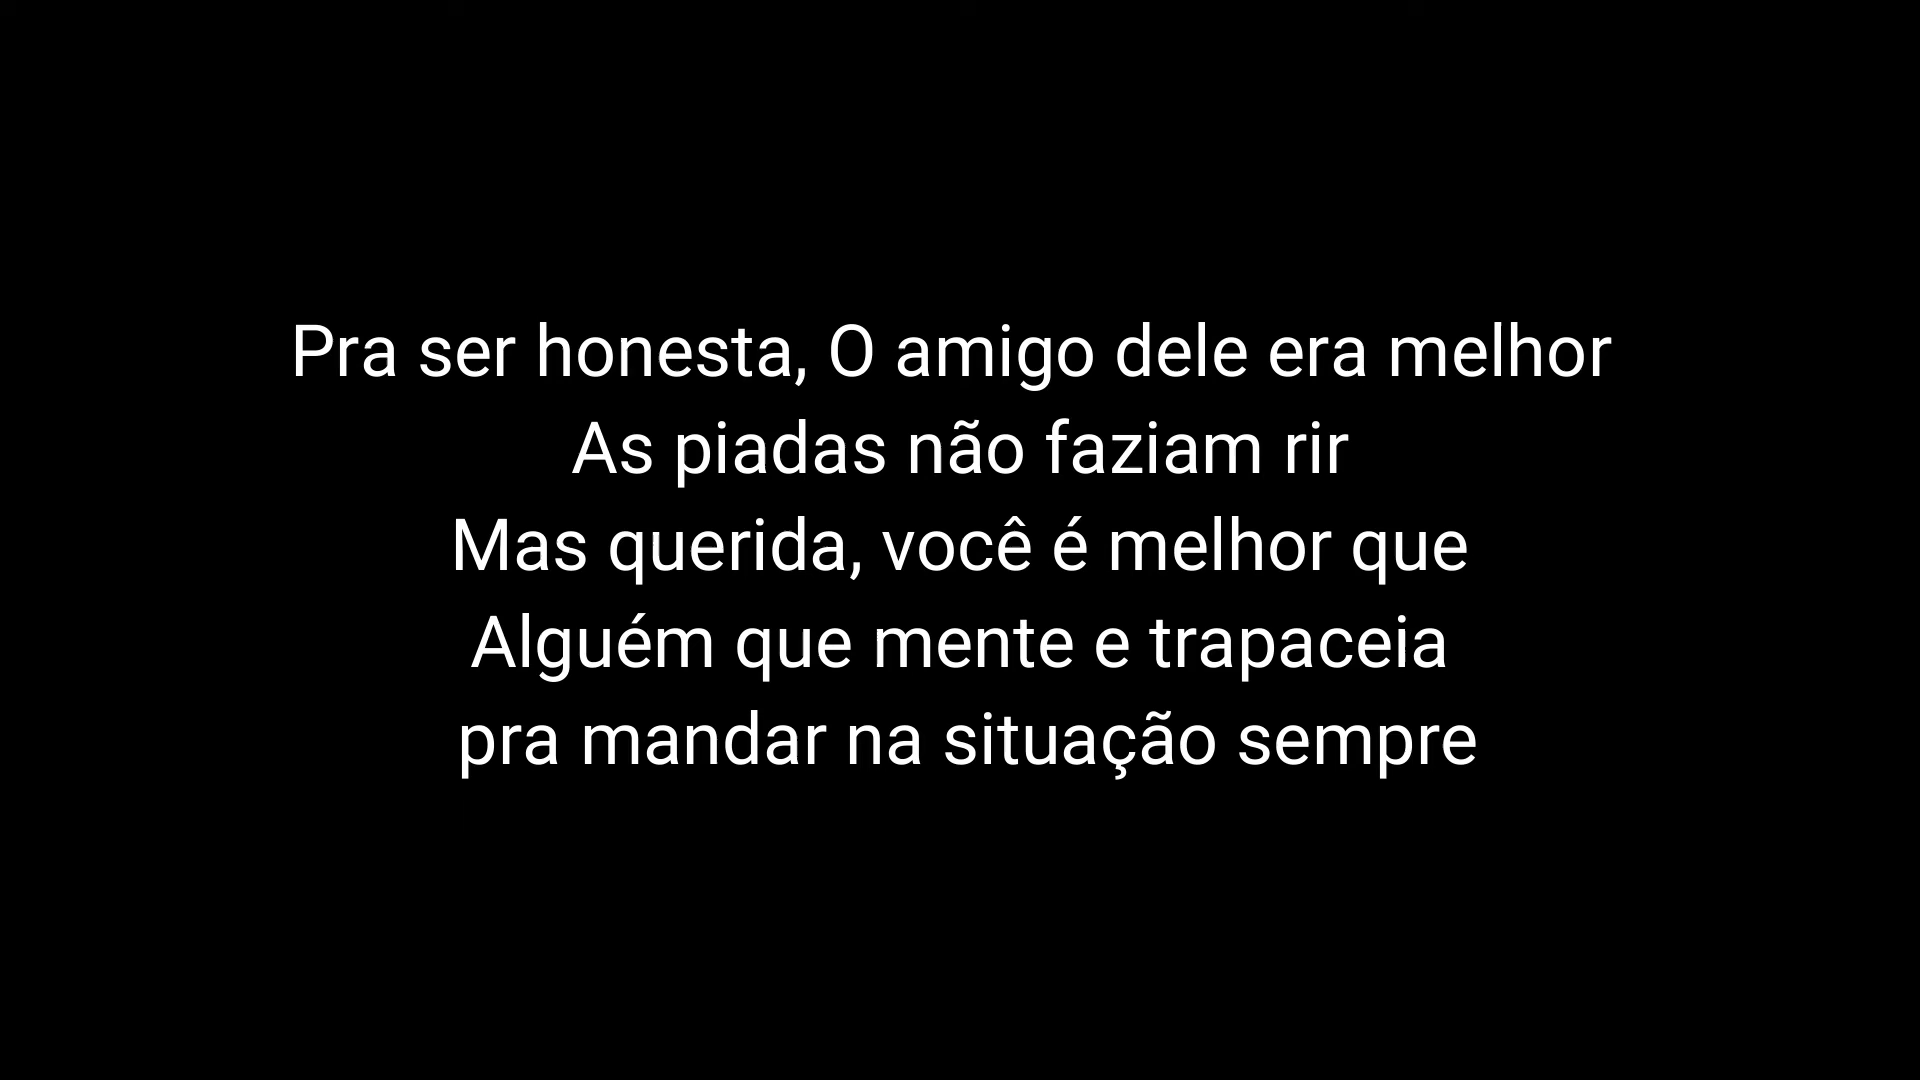 Pra ser honesta, O amigo dele era melhor
As piadas não faziam rir
Mas querida, você é melhor que
Alguém que mente e trapaceia
pra mandar na situação sempre